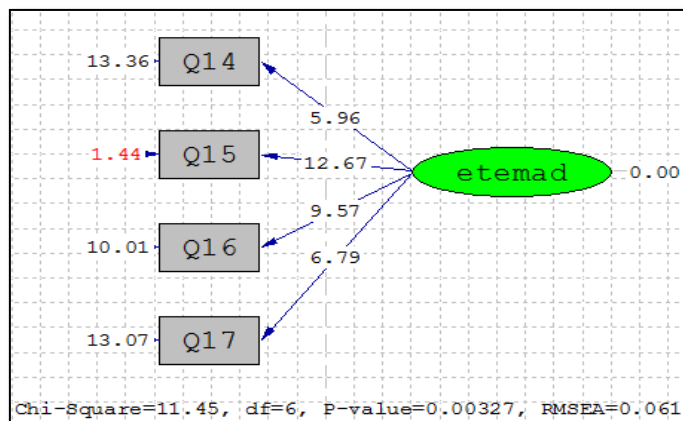 13.36 Q14
5.96
1.44 Q15
12.67
etemad 0.00
9.57
10.01 Q16
6.79
13.07 Q17
Chi-Square=11.45, df=6, P-value=0.00327, RMSEA=0.061